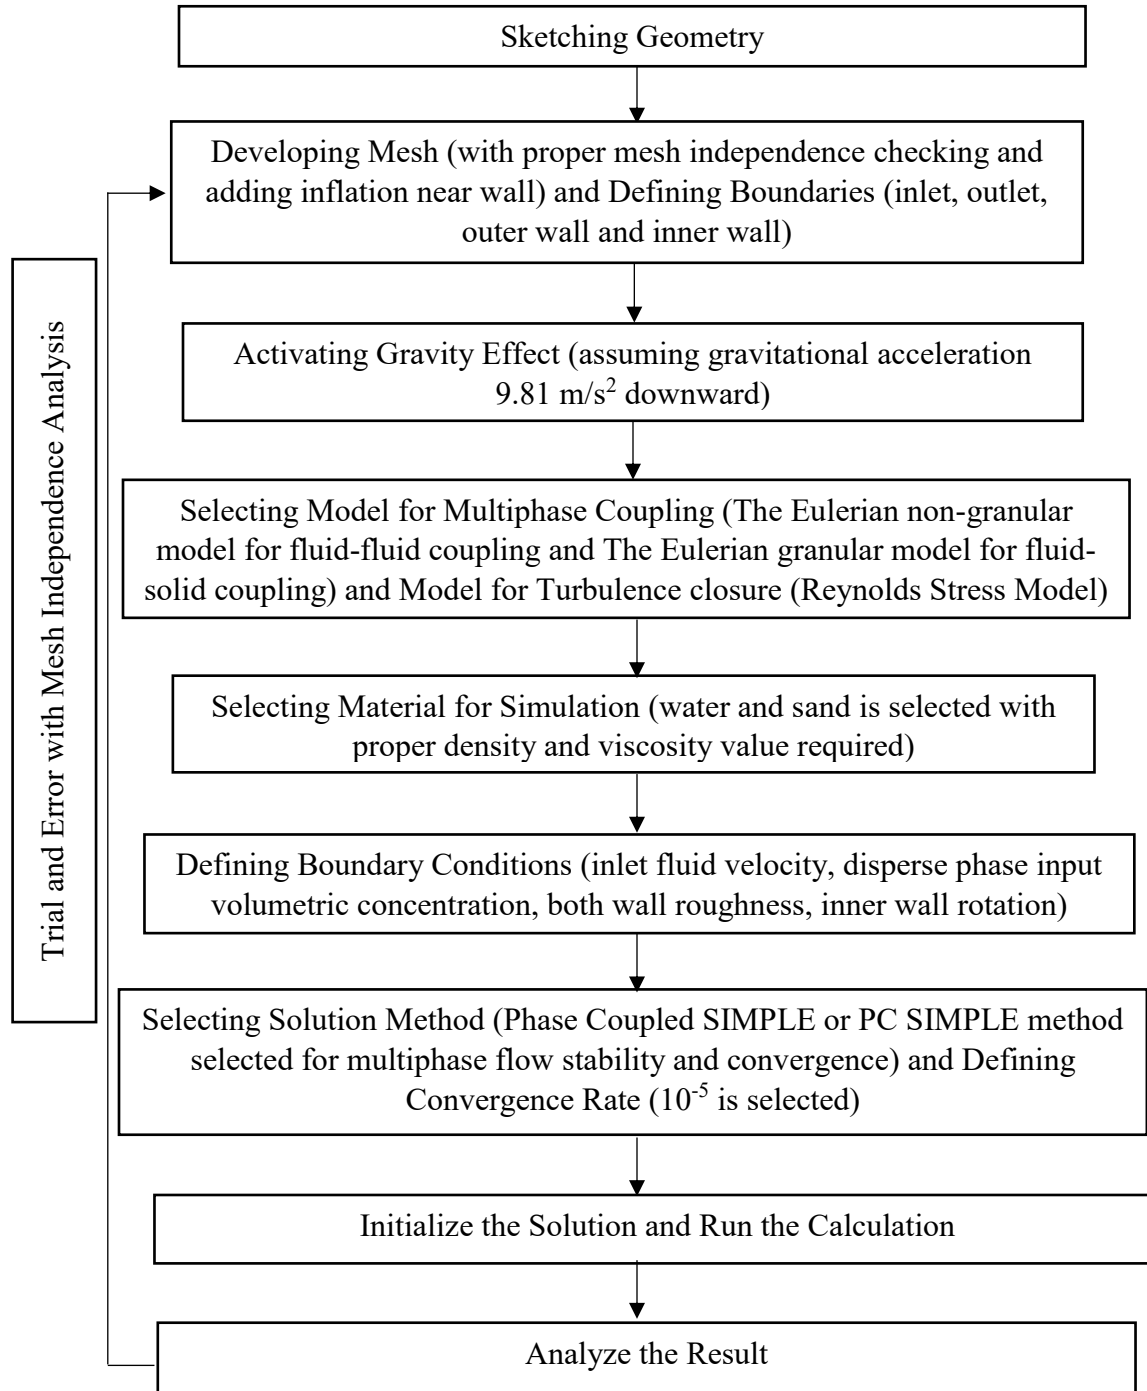 Sketching Geometry
Developing Mesh (with proper mesh independence checking and
adding inflation near wall) and Defining Boundaries (inlet, outlet,
outer wall and inner wall)
Trial and Error with Mesh Independence Analysis
Activating Gravity Effect (assuming gravitational acceleration
9.81 m/s² downward)
Selecting Model for Multiphase Coupling (The Eulerian non-granular
model for fluid-fluid coupling and The Eulerian granular model for fluid-
solid coupling) and Model for Turbulence closure (Reynolds Stress Model)
Selecting Material for Simulation (water and sand is selected with
proper density and viscosity value required)
Defining Boundary Conditions (inlet fluid velocity, disperse phase input
volumetric concentration, both wall roughness, inner wall rotation)
Selecting Solution Method (Phase Coupled SIMPLE or PC SIMPLE method
selected for multiphase flow stability and convergence) and Defining
Convergence Rate (10⁻⁵ is selected)
Initialize the Solution and Run the Calculation
Analyze the Result